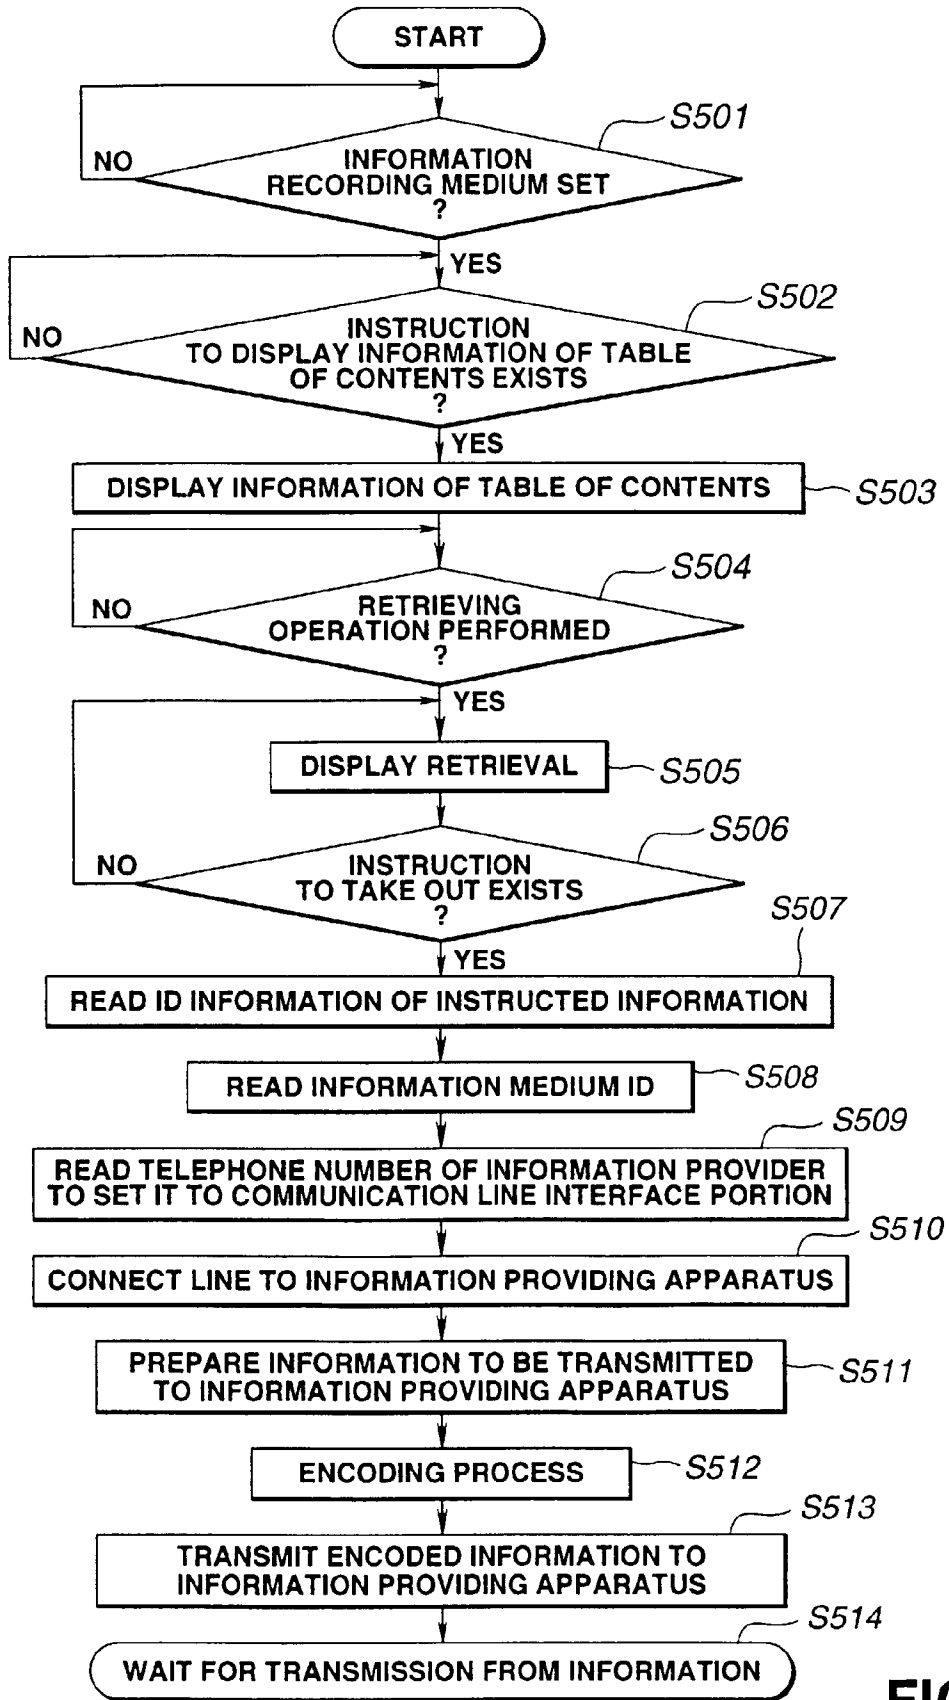 START
S501
NO
INFORMATION
RECORDING MEDIUM SET
?
YES
S502
NO
INSTRUCTION
TO DISPLAY INFORMATION OF TABLE
OF CONTENTS EXISTS
?
YES
DISPLAY INFORMATION OF TABLE OF CONTENTS
S503
S504
NO
RETRIEVING
OPERATION PERFORMED
?
YES
DISPLAY RETRIEVAL
S505
S506
NO
INSTRUCTION
TO TAKE OUT EXISTS
?
S507
YES
READ ID INFORMATION OF INSTRUCTED INFORMATION
READ INFORMATION MEDIUM ID
S508
S509
READ TELEPHONE NUMBER OF INFORMATION PROVIDER
TO SET IT TO COMMUNICATION LINE INTERFACE PORTION
S510
CONNECT LINE TO INFORMATION PROVIDING APPARATUS
PREPARE INFORMATION TO BE TRANSMITTED
TO INFORMATION PROVIDING APPARATUS
S511
ENCODING PROCESS
S512
S513
TRANSMIT ENCODED INFORMATION TO
INFORMATION PROVIDING APPARATUS
S514
WAIT FOR TRANSMISSION FROM INFORMATION